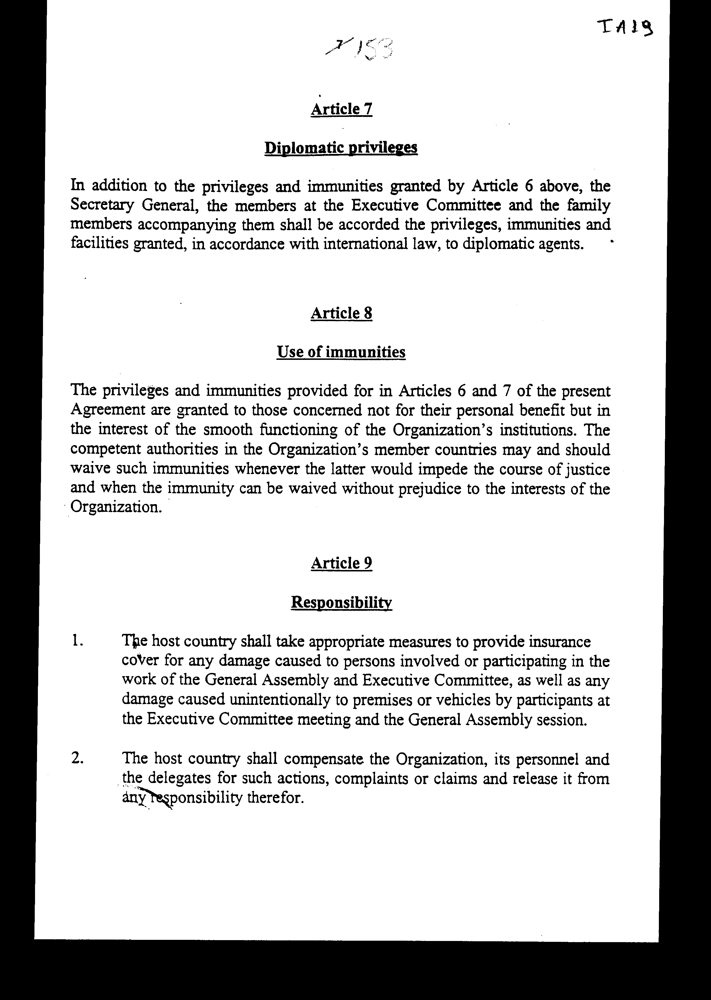 IA19
7 153
Article 7
Diplomatic privileges
In addition to the privileges and immunities granted by Article 6 above, the
Secretary General, the members at the Executive Committee and the family
members accompanying them shall be accorded the privileges, immunities and
facilities granted, in accordance with international law, to diplomatic agents.
Article 8
Use of immunities
The privileges and immunities provided for in Articles 6 and 7 of the present
Agreement are granted to those concerned not for their personal benefit but in
the interest of the smooth functioning of the Organization's institutions. The
competent authorities in the Organization's member countries may and should
waive such immunities whenever the latter would impede the course of justice
and when the immunity can be waived without prejudice to the interests of the
Organization.
Article 9
Responsibility
1. The host country shall take appropriate measures to provide insurance
cover for any damage caused to persons involved or participating in the
work of the General Assembly and Executive Committee, as well as any
damage caused unintentionally to premises or vehicles by participants at
the Executive Committee meeting and the General Assembly session.
2. The host country shall compensate the Organization, its personnel and
the delegates for such actions, complaints or claims and release it from
any responsibility therefor.